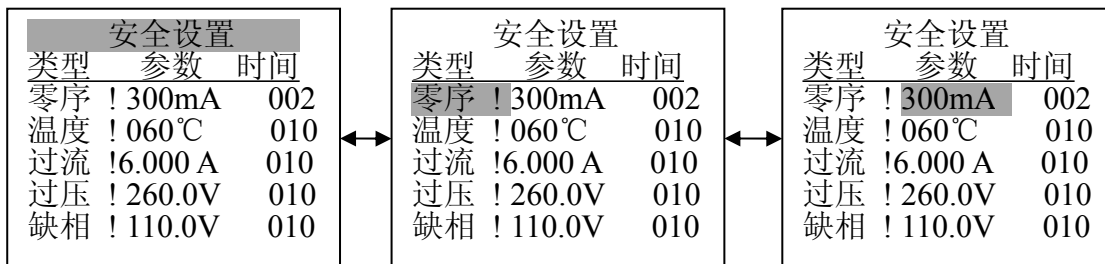 安全设置
类型 参数 时间
零序 ! 300mA 002
温度 ! 060℃ 010
过流 !6.000 A 010
过压 ! 260.0V 010
缺相 ! 110.0V 010
安全设置
类型 参数 时间
零序 ! 300mA 002
温度 ! 060℃ 010
过流 !6.000 A 010
过压 ! 260.0V 010
缺相 ! 110.0V 010
安全设置
类型 参数 时间
零序 ! 300mA 002
温度 ! 060℃ 010
过流 !6.000 A 010
过压 ! 260.0V 010
缺相 ! 110.0V 010